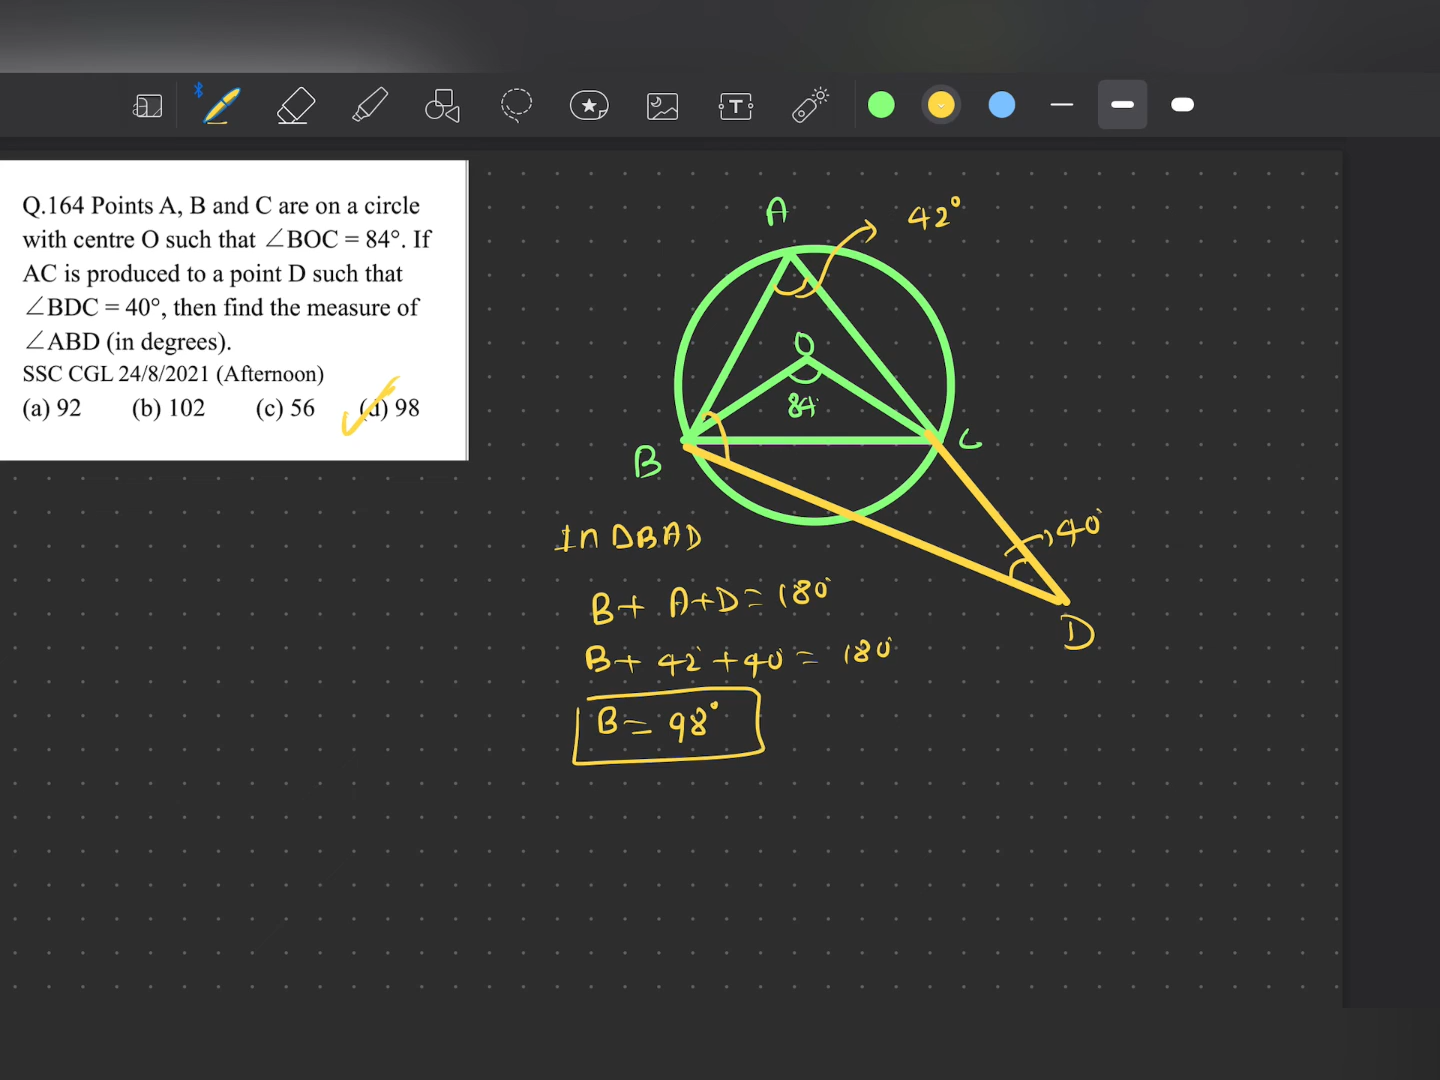 Q.164 Points A, B and C are on a circle
with centre O such that ∠BOC = 84°. If
AC is produced to a point D such that
∠BDC = 40°, then find the measure of
∠ABD (in degrees).
SSC CGL 24/8/2021 (Afternoon)
(a) 92 (b) 102 (c) 56 (d) 98
A
42°
O
84°
B
C
40°
D
In ΔBAD
B + A + D = 180°
B + 42° + 40° = 180°
B = 98°